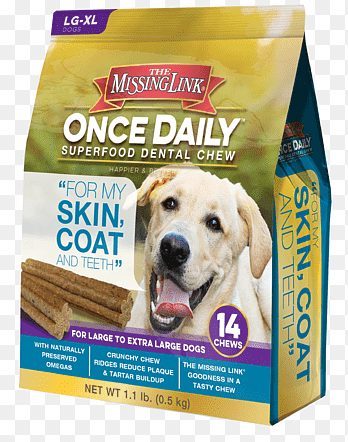 LG-XL
DOGS
THE
MISSING LINK®
ONCE DAILY™
SUPERFOOD DENTAL CHEW
HAPPIER &
"FOR MY
SKIN,
COAT
AND TEETH"
14
CHEWS
FOR LARGE TO EXTRA LARGE DOGS
WITH NATURALLY
PRESERVED
OMEGAS
CRUNCHY CHEW
RIDGES REDUCE PLAQUE
& TARTAR BUILDUP
THE MISSING LINK®
GOODNESS IN A
TASTY CHEW
NET WT 1.1 lb. (0.5 kg)
ONCE DAILY
"FOR MY
SKIN, COAT
AND TEETH"